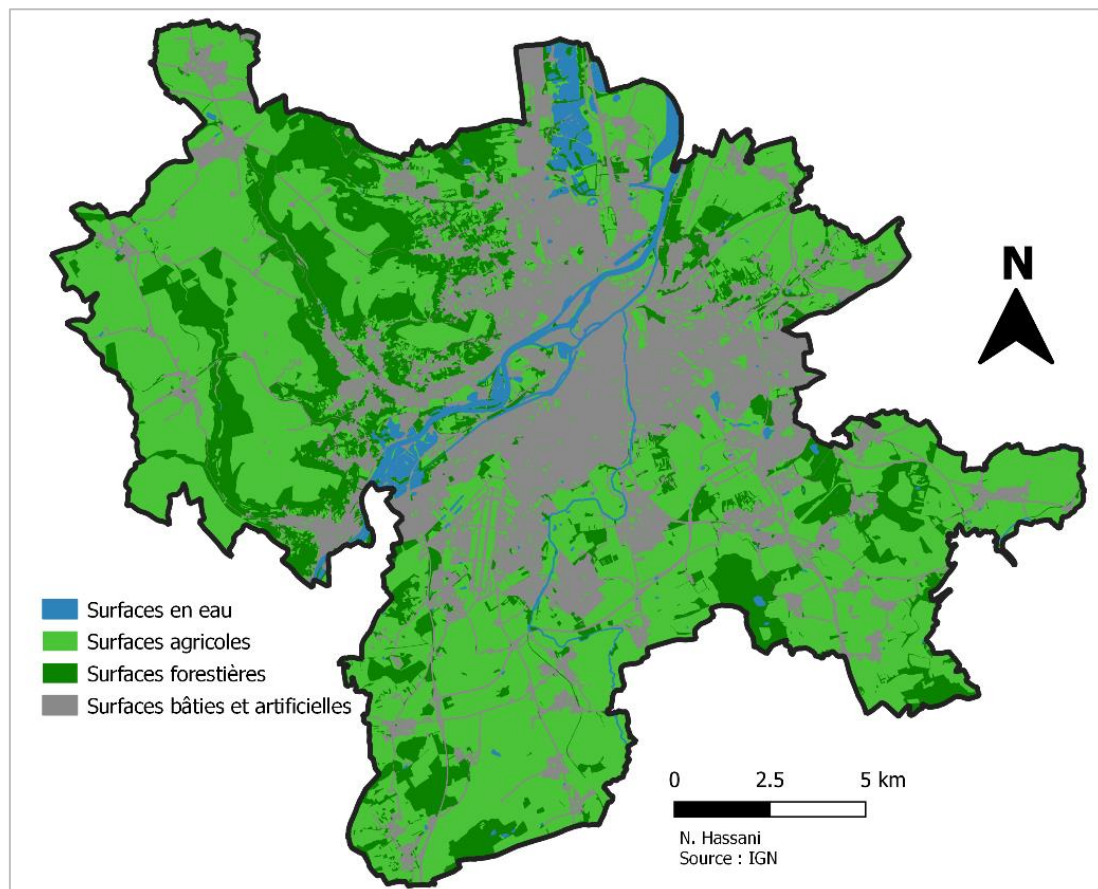 N
Surfaces en eau
Surfaces agricoles
Surfaces forestières
Surfaces bâties et artificielles
0 2.5 5 km
N. Hassani
Source : IGN